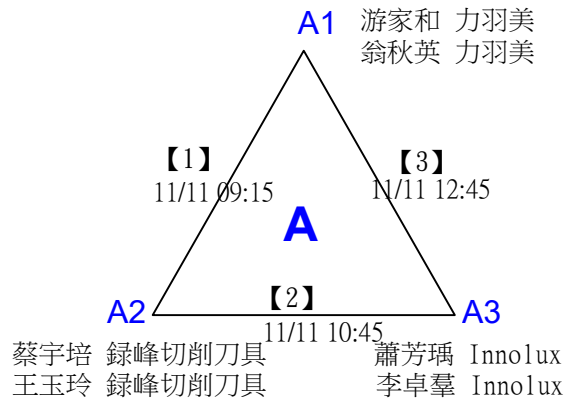 A1
游家和 力羽美
翁秋英 力羽美
【1】
11/11 09:15
【3】
11/11 12:45
A
【2】
11/11 10:45
A2
蔡宇培 録峰切削刀具
王玉玲 録峰切削刀具
A3
蕭芳瑀 Innolux
李卓羣 Innolux